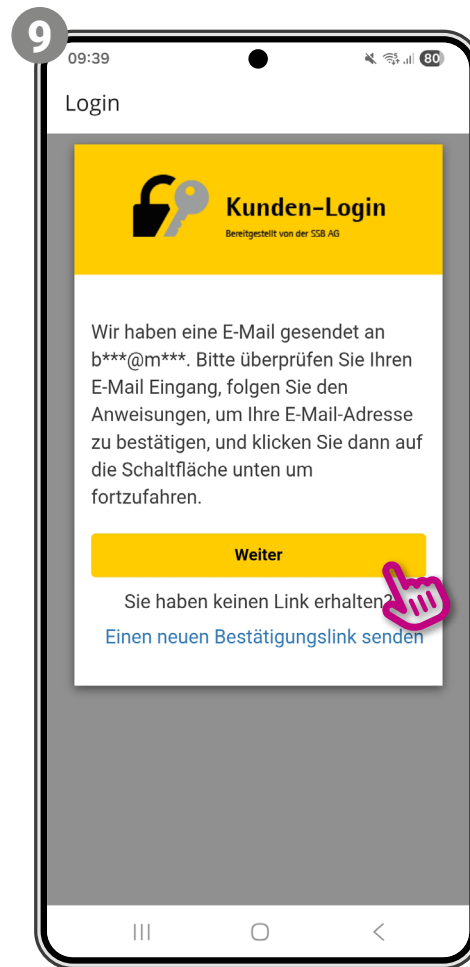 9
09:39
80
Login
Kunden-Login
Bereitgestellt von der SSB AG
Wir haben eine E-Mail gesendet an
b***@m***. Bitte überprüfen Sie Ihren
E-Mail Eingang, folgen Sie den
Anweisungen, um Ihre E-Mail-Adresse
zu bestätigen, und klicken Sie dann auf
die Schaltfläche unten um
fortzufahren.
Weiter
Sie haben keinen Link erhalten?
Einen neuen Bestätigungslink senden